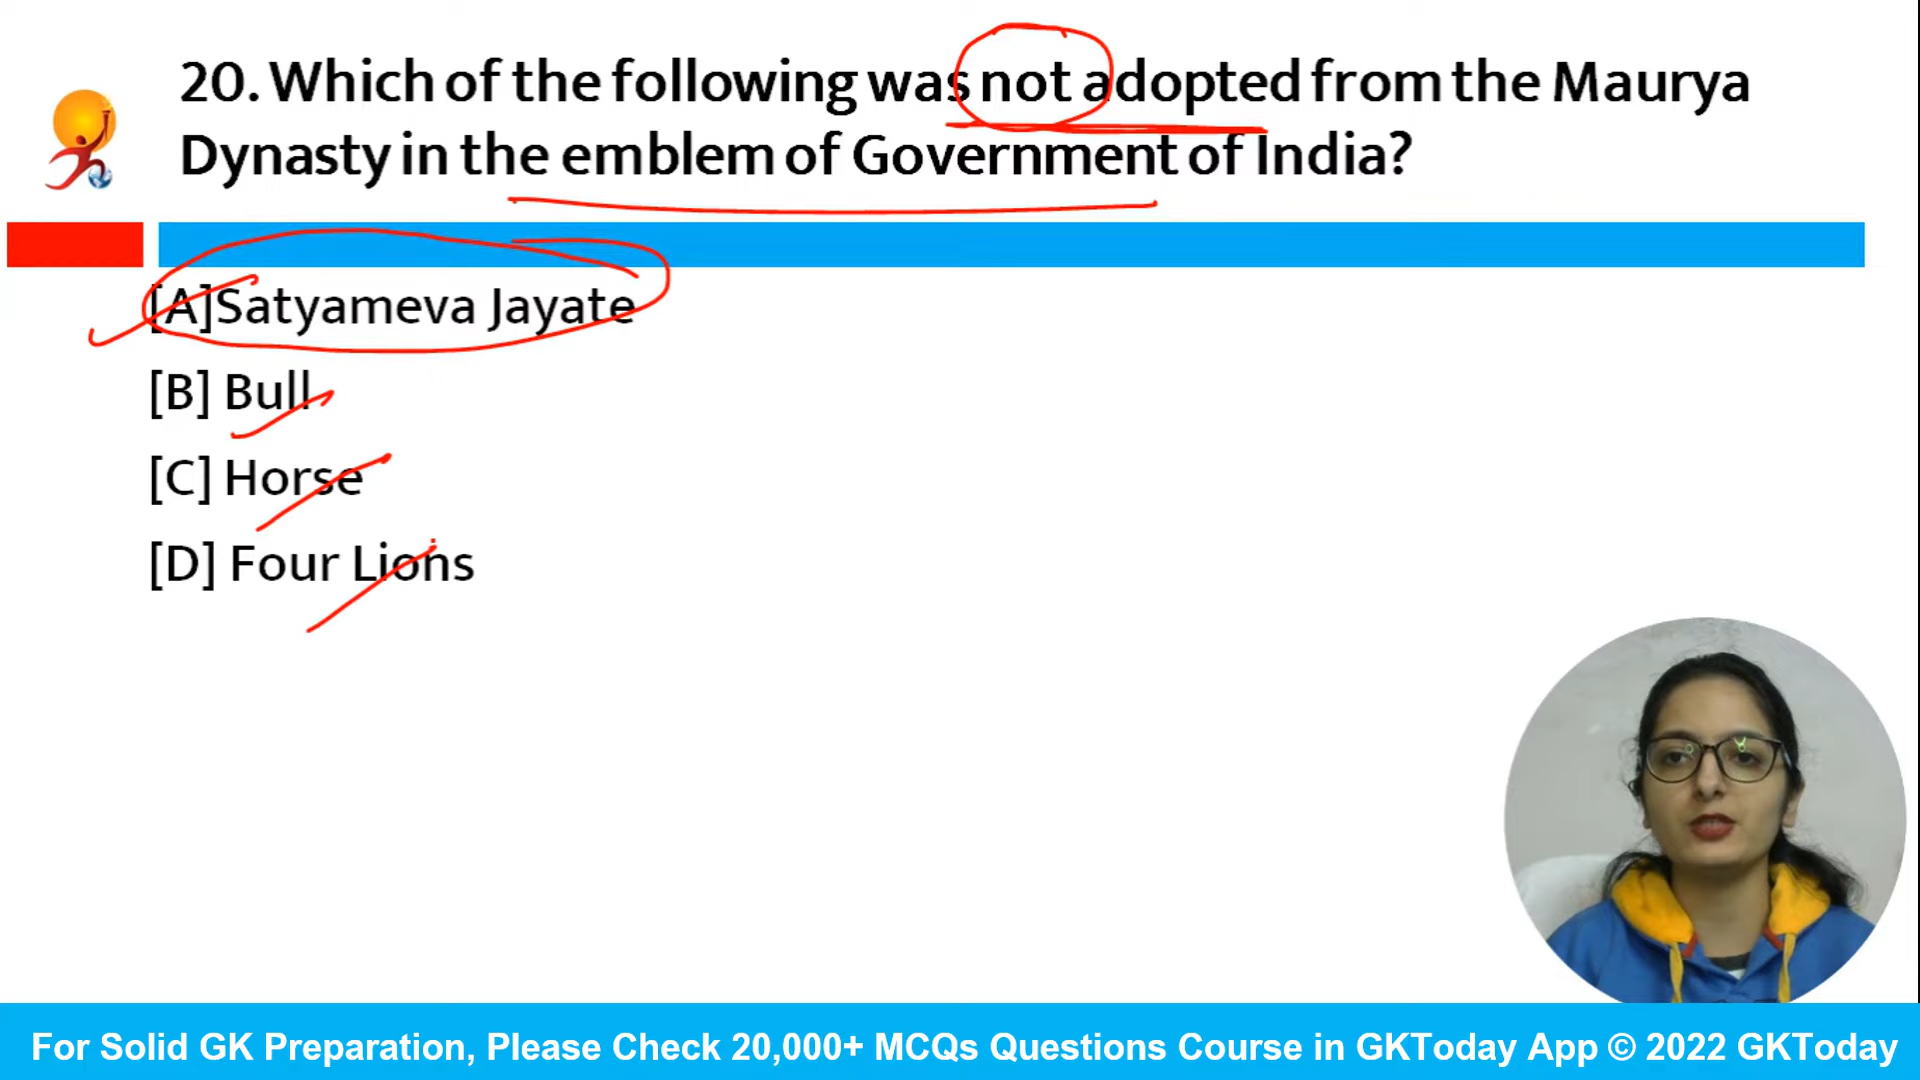 20. Which of the following was not adopted from the Maurya
Dynasty in the emblem of Government of India?
[A]Satyameva Jayate
[B] Bull
[C] Horse
[D] Four Lions
For Solid GK Preparation, Please Check 20,000+ MCQs Questions Course in GKToday App © 2022 GKToday